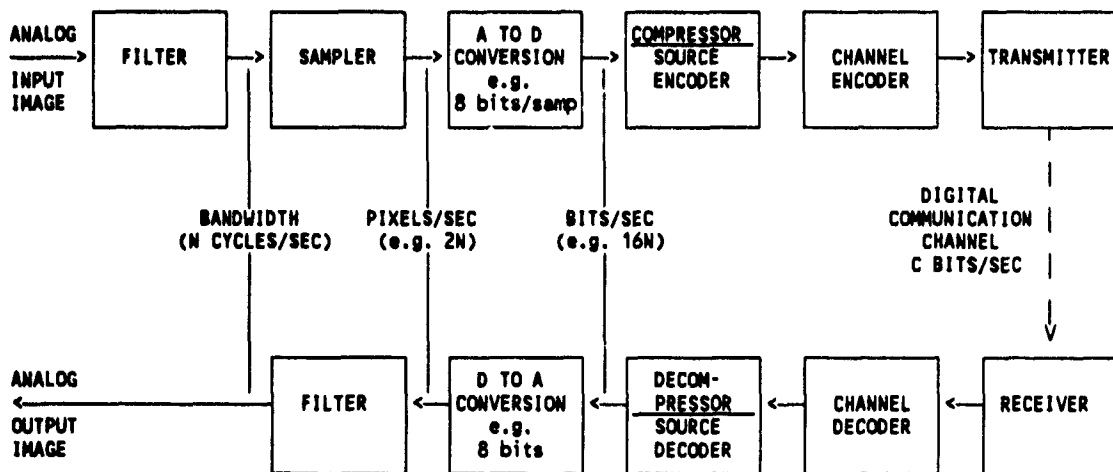 ANALOG
INPUT
IMAGE
FILTER
SAMPLER
A TO D
CONVERSION
e.g.
8 bits/samp
COMPRESSOR
SOURCE
ENCODER
CHANNEL
ENCODER
TRANSMITTER
BANDWIDTH
(N CYCLES/SEC)
PIXELS/SEC
(e.g. 2N)
BITS/SEC
(e.g. 16N)
DIGITAL
COMMUNICATION
CHANNEL
C BITS/SEC
ANALOG
OUTPUT
IMAGE
FILTER
D TO A
CONVERSION
e.g.
8 bits
DECOM-
PRESSOR
SOURCE
DECODER
CHANNEL
DECODER
RECEIVER